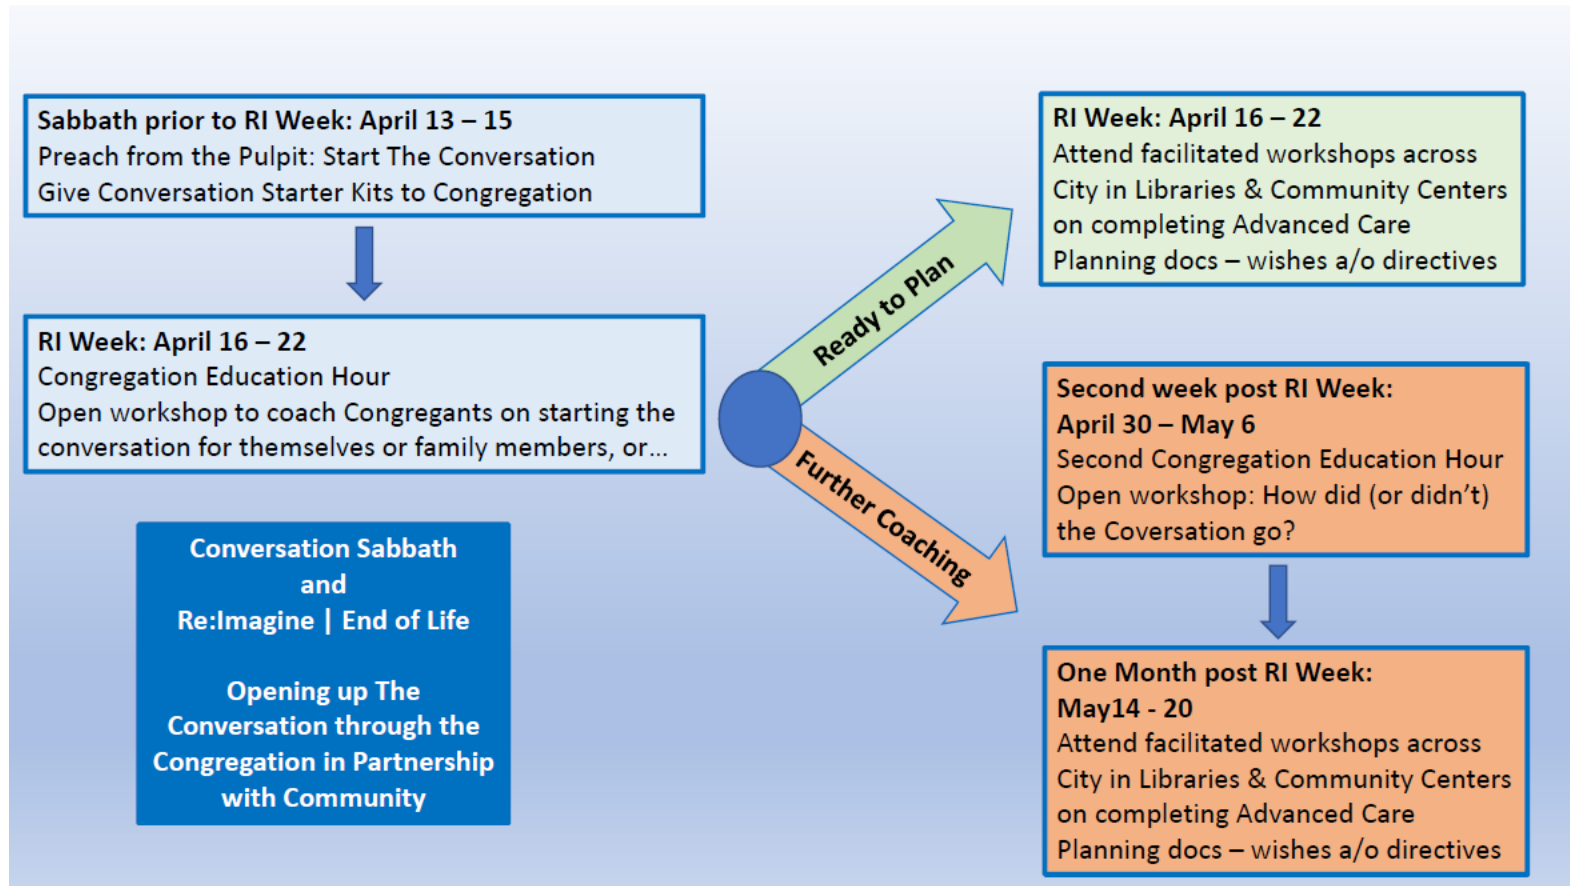 Sabbath prior to RI Week: April 13 – 15
Preach from the Pulpit: Start The Conversation
Give Conversation Starter Kits to Congregation
RI Week: April 16 – 22
Congregation Education Hour
Open workshop to coach Congregants on starting the
conversation for themselves or family members, or...
Conversation Sabbath
and
Re:Imagine | End of Life
Opening up The
Conversation through the
Congregation in Partnership
with Community
Ready to Plan
Further Coaching
RI Week: April 16 – 22
Attend facilitated workshops across
City in Libraries & Community Centers
on completing Advanced Care
Planning docs – wishes a/o directives
Second week post RI Week:
April 30 – May 6
Second Congregation Education Hour
Open workshop: How did (or didn't)
the Coversation go?
One Month post RI Week:
May14 - 20
Attend facilitated workshops across
City in Libraries & Community Centers
on completing Advanced Care
Planning docs – wishes a/o directives